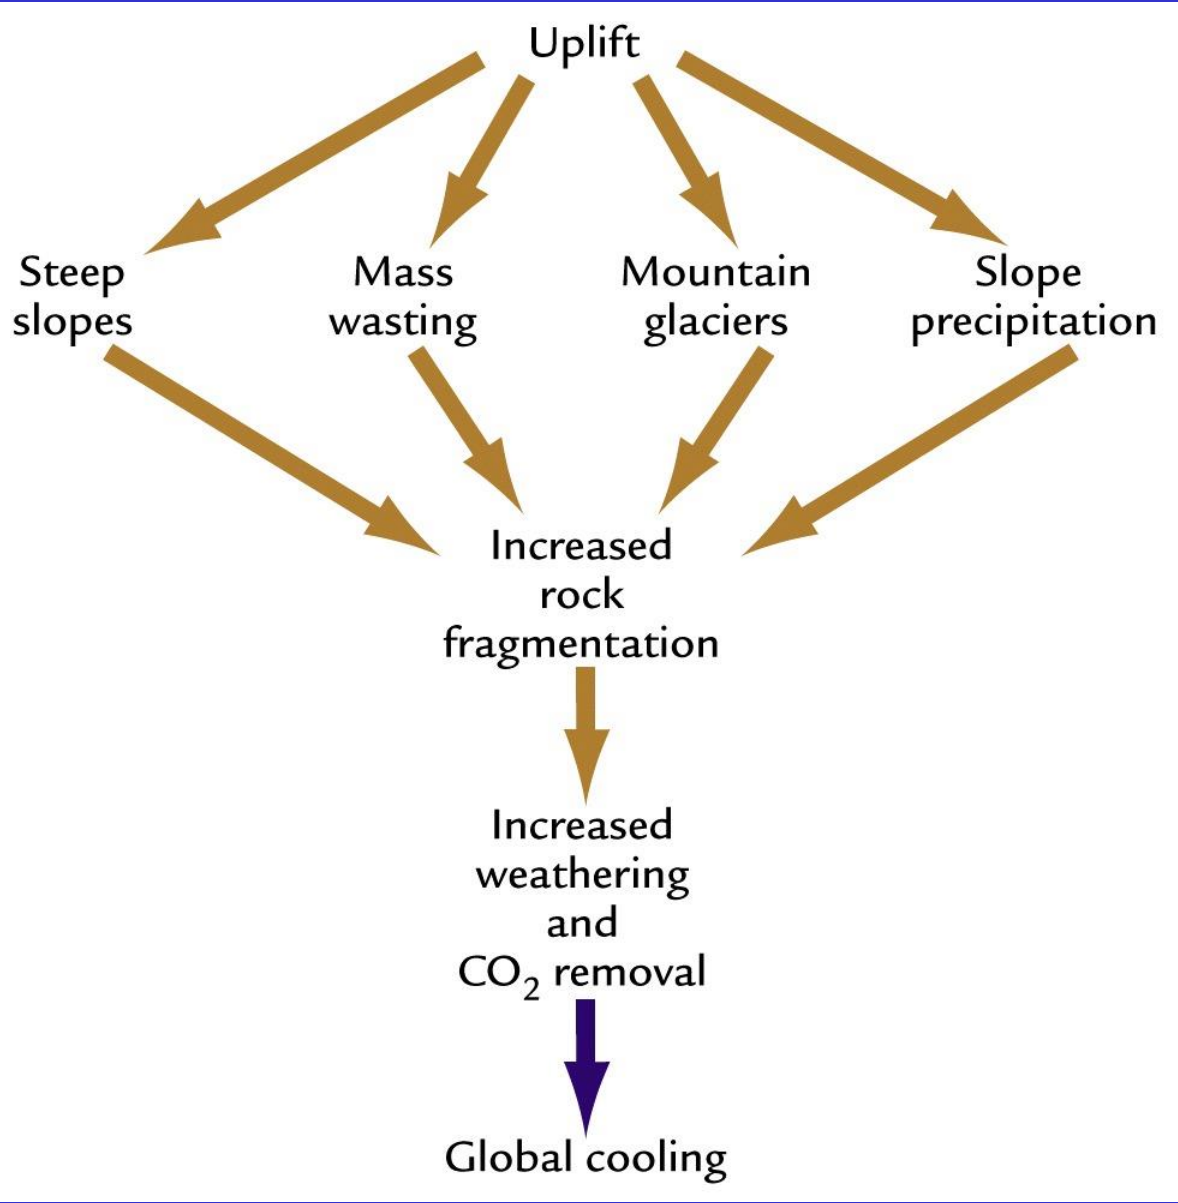 Uplift
Steep
slopes
Mass
wasting
Mountain
glaciers
Slope
precipitation
Increased
rock
fragmentation
Increased
weathering
and
CO₂ removal
Global cooling